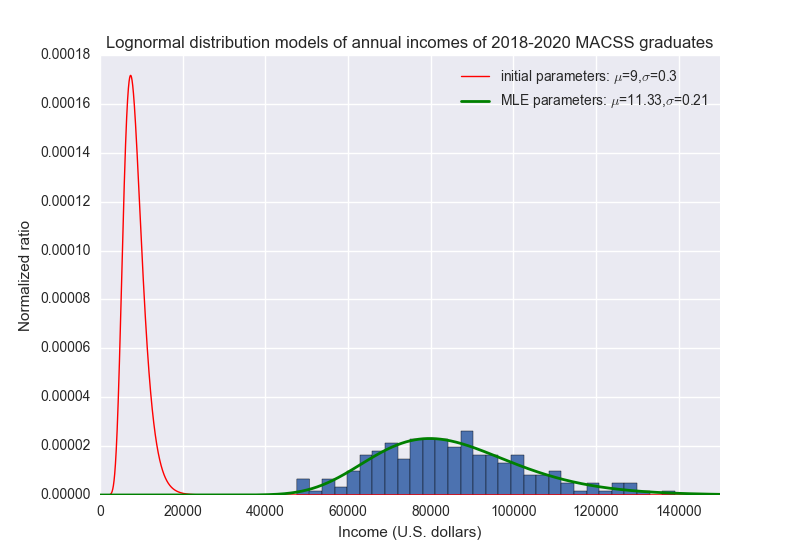 Lognormal distribution models of annual incomes of 2018-2020 MACSS graduates
initial parameters: μ=9,σ=0.3
MLE parameters: μ=11.33,σ=0.21
Normalized ratio
0.00018
0.00016
0.00014
0.00012
0.00010
0.00008
0.00006
0.00004
0.00002
0.00000
0 20000 40000 60000 80000 100000 120000 140000
Income (U.S. dollars)